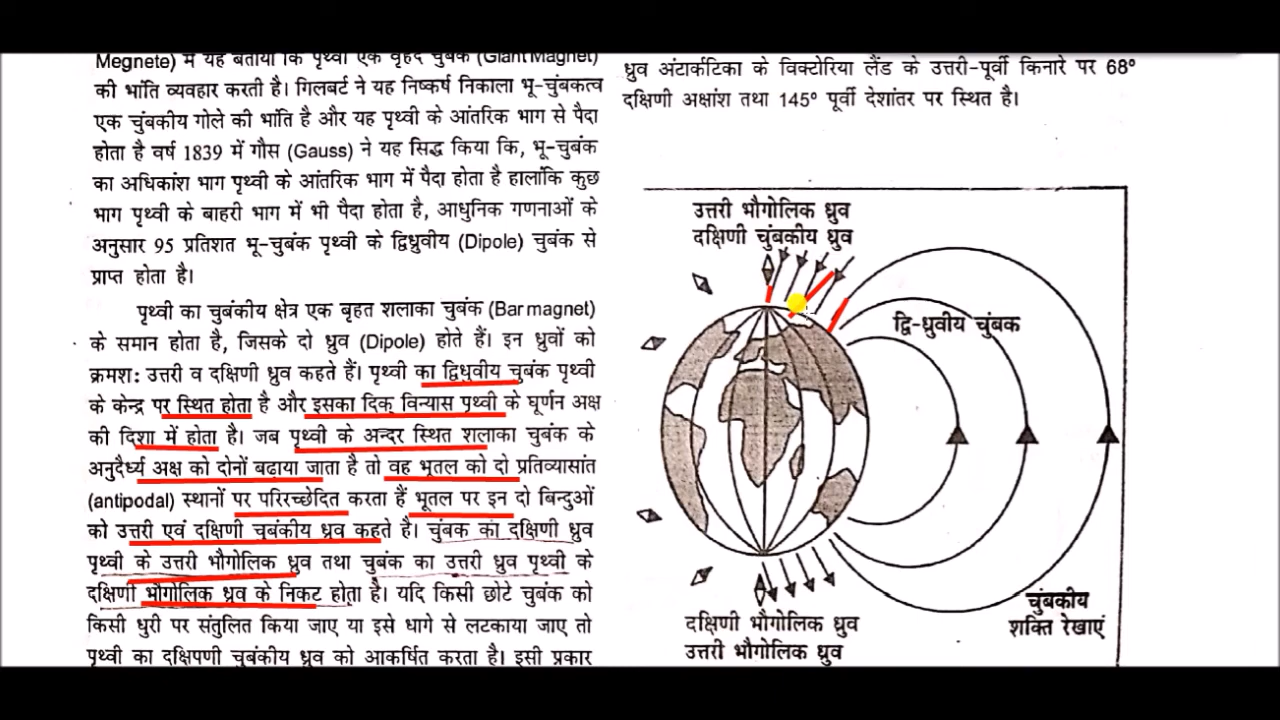 Megnete) में यह बताया कि पृथ्वी एक वृहद चुबंक (Giant Magnet)
की भांति व्यवहार करती है। गिलबर्ट ने यह निष्कर्ष निकाला भू-चुंबकत्व
एक चुंबकीय गोले की भांति है और यह पृथ्वी के आंतरिक भाग से पैदा
होता है वर्ष 1839 में गौस (Gauss) ने यह सिद्ध किया कि, भू-चुबंक
का अधिकांश भाग पृथ्वी के आंतरिक भाग में पैदा होता है हालांकि कुछ
भाग पृथ्वी के बाहरी भाग में भी पैदा होता है, आधुनिक गणनाओं के
अनुसार 95 प्रतिशत भू-चुबंक पृथ्वी के द्विध्रुवीय (Dipole) चुबंक से
प्राप्त होता है।
पृथ्वी का चुबंकीय क्षेत्र एक बृहत शलाका चुबंक (Bar magnet)
के समान होता है, जिसके दो ध्रुव (Dipole) होते हैं। इन ध्रुवों को
क्रमश: उत्तरी व दक्षिणी ध्रुव कहते हैं। पृथ्वी का द्विधुवीय चुबंक पृथ्वी
के केन्द्र पर स्थित होता है और इसका दिक् विन्यास पृथ्वी के घूर्णन अक्ष
की दिशा में होता है। जब पृथ्वी के अन्दर स्थित शलाका चुबंक के
अनुदैर्ध्य अक्ष को दोनों बढ़ाया जाता है तो वह भूतल को दो प्रतिव्यासांत
(antipodal) स्थानों पर परिरच्छेदित करता हैं भूतल पर इन दो बिन्दुओं
को उत्तरी एवं दक्षिणी चुबंकीय ध्रुव कहते है। चुंबक का दक्षिणी ध्रुव
पृथ्वी के उत्तरी भौगोलिक ध्रुव तथा चुबंक का उत्तरी ध्रुव पृथ्वी के
दक्षिणी भौगोलिक ध्रुव के निकट होता है। यदि किसी छोटे चुबंक को
किसी धुरी पर संतुलित किया जाए या इसे धागे से लटकाया जाए तो
पृथ्वी का दक्षिपणी चुबंकीय ध्रुव को आकर्षित करता है। इसी प्रकार
ध्रुव अंटार्कटिका के विक्टोरिया लैंड के उत्तरी-पूर्वी किनारे पर 68°
दक्षिणी अक्षांश तथा 145° पूर्वी देशांतर पर स्थित है।
उत्तरी भौगोलिक ध्रुव
दक्षिणी चुंबकीय ध्रुव
द्वि-ध्रुवीय चुंबक
चुंबकीय
शक्ति रेखाएं
दक्षिणी भौगोलिक ध्रुव
उत्तरी भौगोलिक ध्रुव